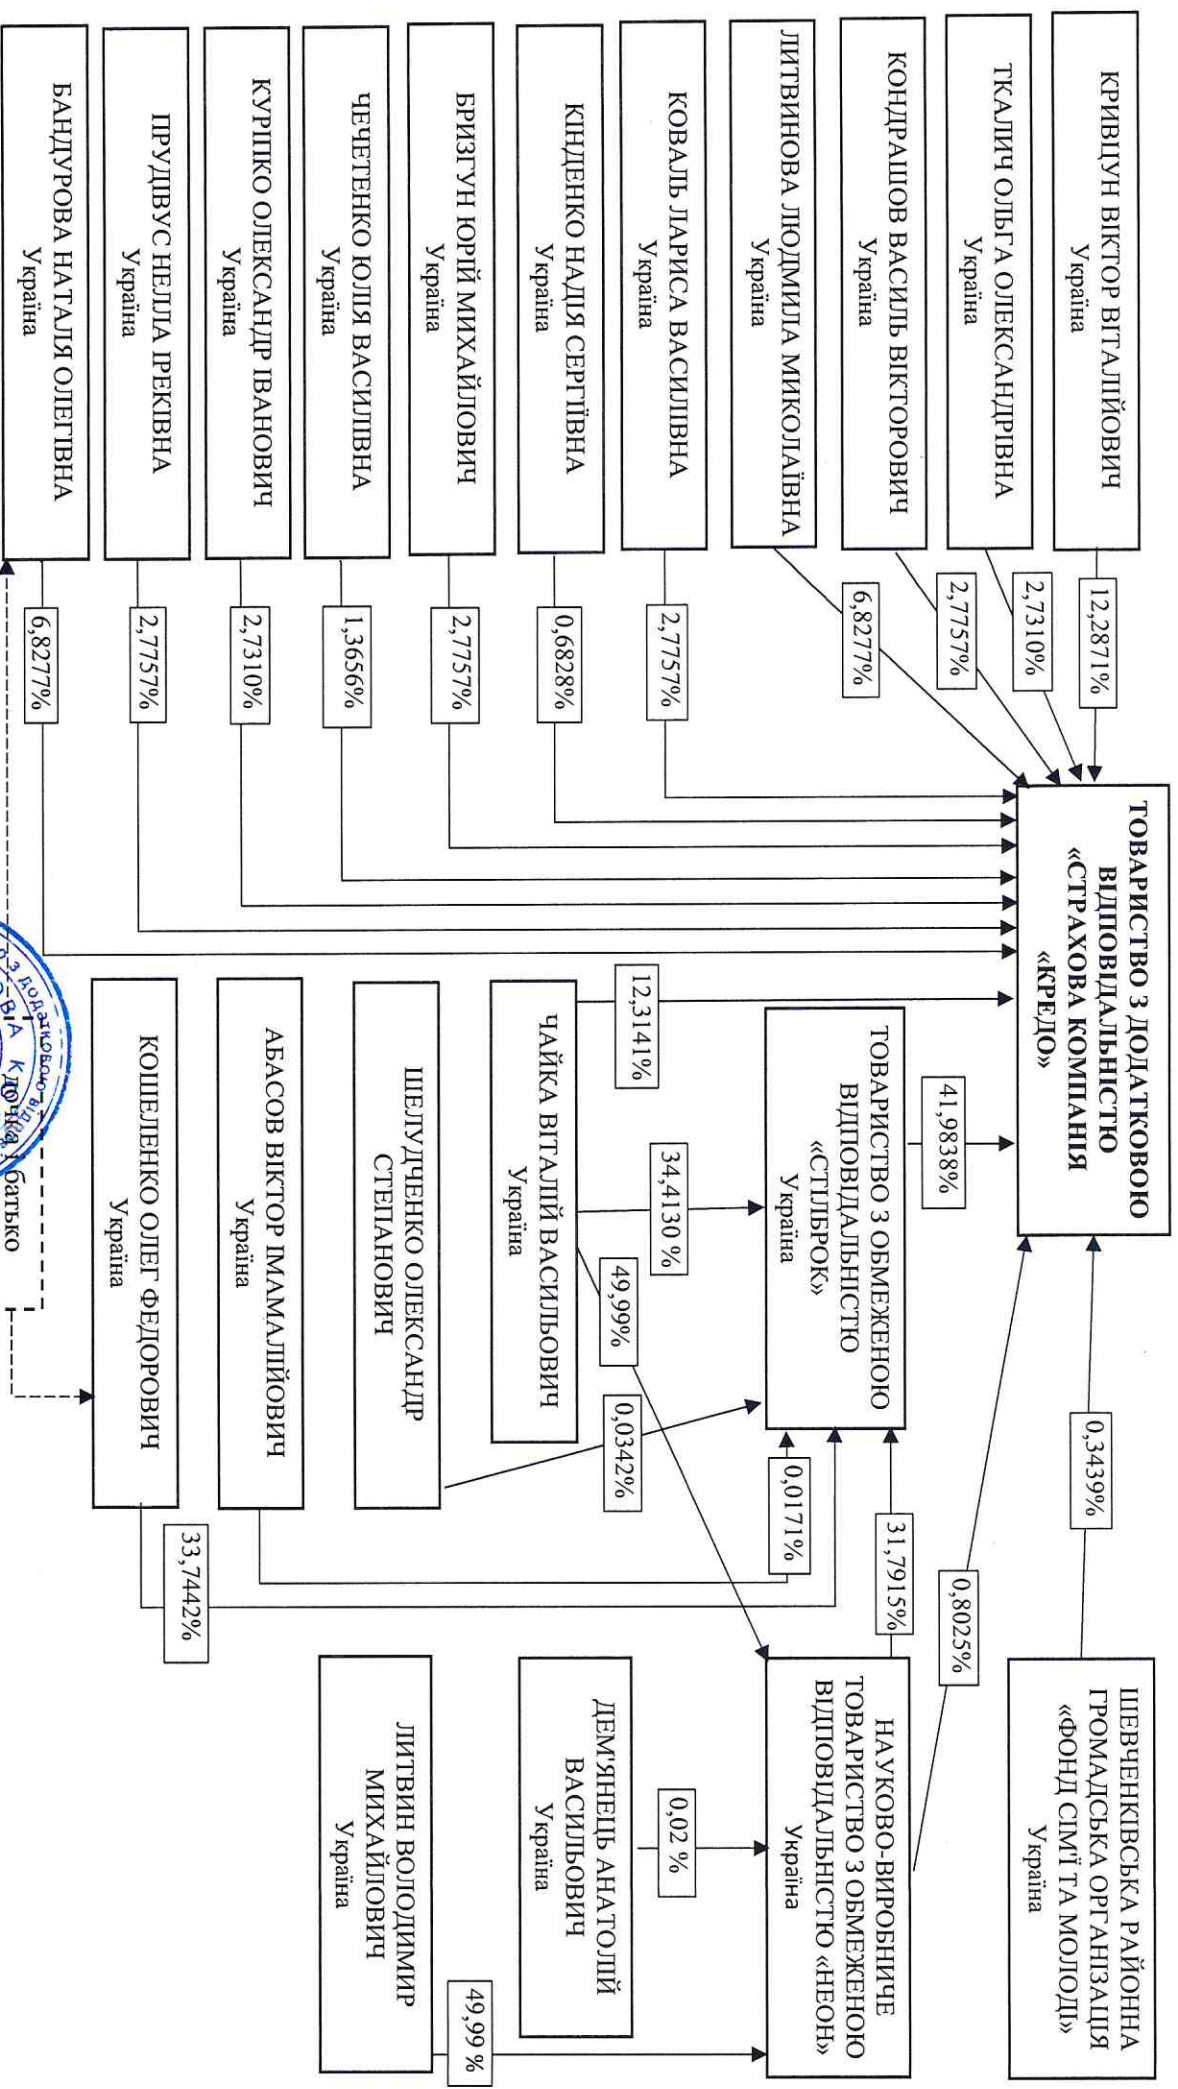 ТОВАРИСТВО З ДОДАТКОВОЮ
ВІДПОВІДАЛЬНІСТЮ
«СТРАХОВА КОМПАНІЯ
«КРЕДО»
КРИВЦУН ВІКТОР ВІТАЛІЙОВИЧ
Україна
12,2871%
ТКАЛИЧ ОЛЬГА ОЛЕКСАНДРІВНА
Україна
2,7310%
КОНДРАШОВ ВАСИЛЬ ВІКТОРОВИЧ
Україна
2,7757%
ЛИТВИНОВА ЛЮДМИЛА МИКОЛАЇВНА
Україна
6,8277%
КОВАЛЬ ЛАРИСА ВАСИЛІВНА
Україна
2,7757%
КІНДЕНКО НАДІЯ СЕРГІЇВНА
Україна
0,6828%
БРИЗГУН ЮРІЙ МИХАЙЛОВИЧ
Україна
2,7757%
ЧЕЧЕТЕНКО ЮЛІЯ ВАСИЛІВНА
Україна
1,3656%
КУРІПКО ОЛЕКСАНДР ІВАНОВИЧ
Україна
2,7310%
ПРУДІВУС НЕЛЛА ІРЕКІВНА
Україна
2,7757%
БАНДУРОВА НАТАЛІЯ ОЛЕГІВНА
Україна
6,8277%
ШЕВЧЕНКІВСЬКА РАЙОННА
ГРОМАДСЬКА ОРГАНІЗАЦІЯ
«ФОНД СІМ'Ї ТА МОЛОДІ»
Україна
0,3439%
0,8025%
41,9838%
12,3141%
ТОВАРИСТВО З ОБМЕЖЕНОЮ
ВІДПОВІДАЛЬНІСТЮ
«СТІЛБРОК»
Україна
31,7915%
НАУКОВО-ВИРОБНИЧЕ
ТОВАРИСТВО З ОБМЕЖЕНОЮ
ВІДПОВІДАЛЬНІСТЮ «НЕОН»
Україна
34,4130 %
49,99%
0,0342%
0,0171%
0,02 %
ЧАЙКА ВІТАЛІЙ ВАСИЛЬОВИЧ
Україна
ШЕЛУДЧЕНКО ОЛЕКСАНДР
СТЕПАНОВИЧ
АБАСОВ ВІКТОР ІМАМАЛІЙОВИЧ
Україна
КОШЕЛЕНКО ОЛЕГ ФЕДОРОВИЧ
Україна
33,7442%
ДЕМ'ЯНЕЦЬ АНАТОЛІЙ
ВАСИЛЬОВИЧ
Україна
ЛИТВИН ВОЛОДИМИР
МИХАЙЛОВИЧ
Україна
49,99 %
дочка і батько
з додатковою